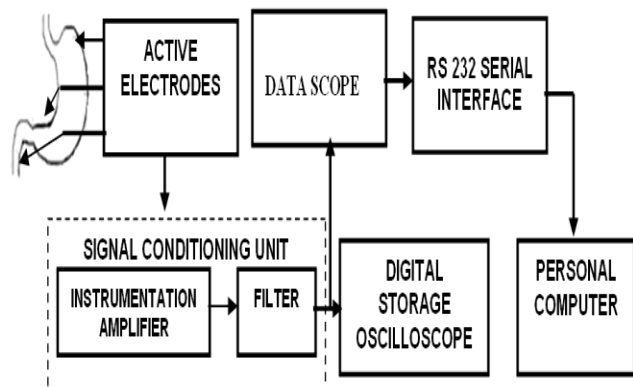 ACTIVE
ELECTRODES
DATA SCOPE
RS 232 SERIAL
INTERFACE
SIGNAL CONDITIONING UNIT
INSTRUMENTATION
AMPLIFIER
FILTER
DIGITAL
STORAGE
OSCILLOSCOPE
PERSONAL
COMPUTER